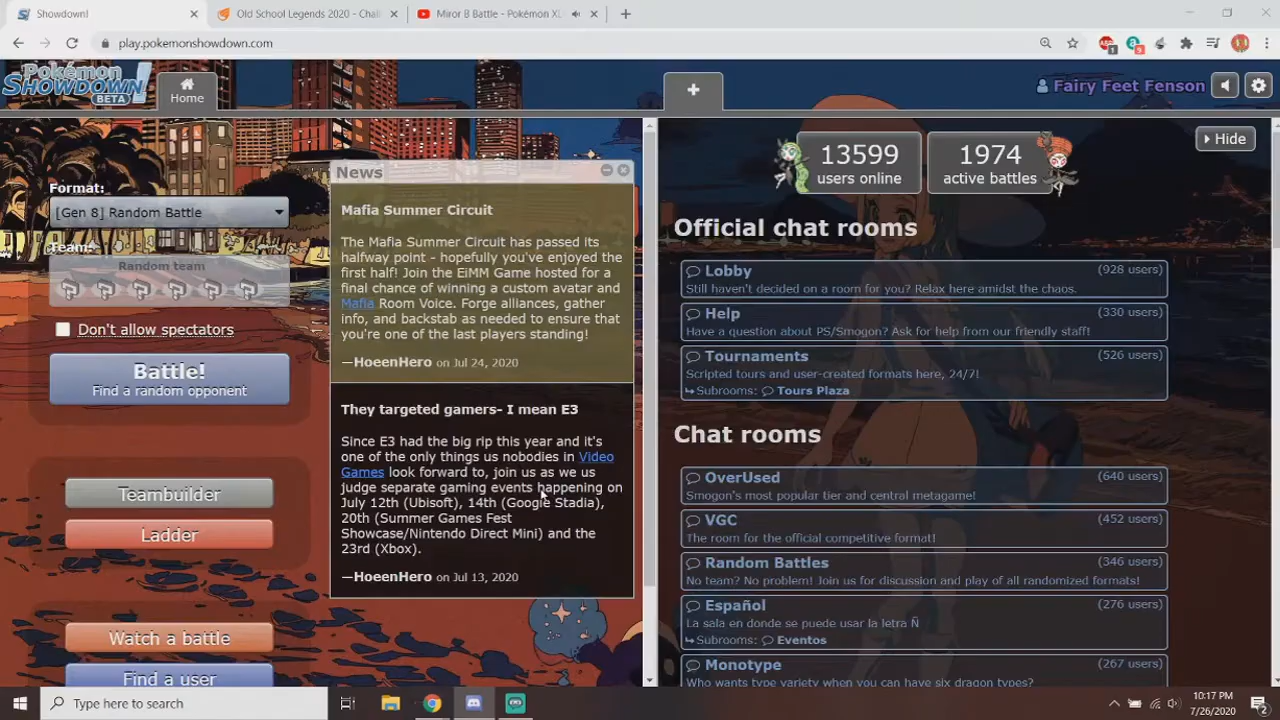 Showdown!
Old School Legends 2020 - Chal
Miror B Battle - Pokémon XD
play.pokemonshowdown.com
1
3
Pokémon
SHOWDOWN!
BETA
Home
+
Fairy Feet Fenson
Format:
[Gen 8] Random Battle
Team:
Random team
Don't allow spectators
Battle!
Find a random opponent
Teambuilder
Ladder
Watch a battle
Find a user
News
Mafia Summer Circuit
The Mafia Summer Circuit has passed its
halfway point - hopefully you've enjoyed the
first half! Join the EiMM Game hosted for a
final chance of winning a custom avatar and
Mafia Room Voice. Forge alliances, gather
info, and backstab as needed to ensure that
you're one of the last players standing!
—HoeenHero on Jul 24, 2020
They targeted gamers- I mean E3
Since E3 had the big rip this year and it's
one of the only things us nobodies in Video
Games look forward to, join us as we us
judge separate gaming events happening on
July 12th (Ubisoft), 14th (Google Stadia),
20th (Summer Games Fest
Showcase/Nintendo Direct Mini) and the
23rd (Xbox).
—HoeenHero on Jul 13, 2020
13599
users online
1974
active battles
Hide
Official chat rooms
Lobby (928 users)
Still haven't decided on a room for you? Relax here amidst the chaos.
Help (330 users)
Have a question about PS/Smogon? Ask for help from our friendly staff!
Tournaments (526 users)
Scripted tours and user-created formats here, 24/7!
Subrooms: Tours Plaza
Chat rooms
OverUsed (640 users)
Smogon's most popular tier and central metagame!
VGC (452 users)
The room for the official competitive format!
Random Battles (346 users)
No team? No problem! Join us for discussion and play of all randomized formats!
Español (276 users)
La sala en donde se puede usar la letra Ñ
Subrooms: Eventos
Monotype (267 users)
Who wants type variety when you can have six dragon types?
Type here to search
10:17 PM
7/26/2020
2